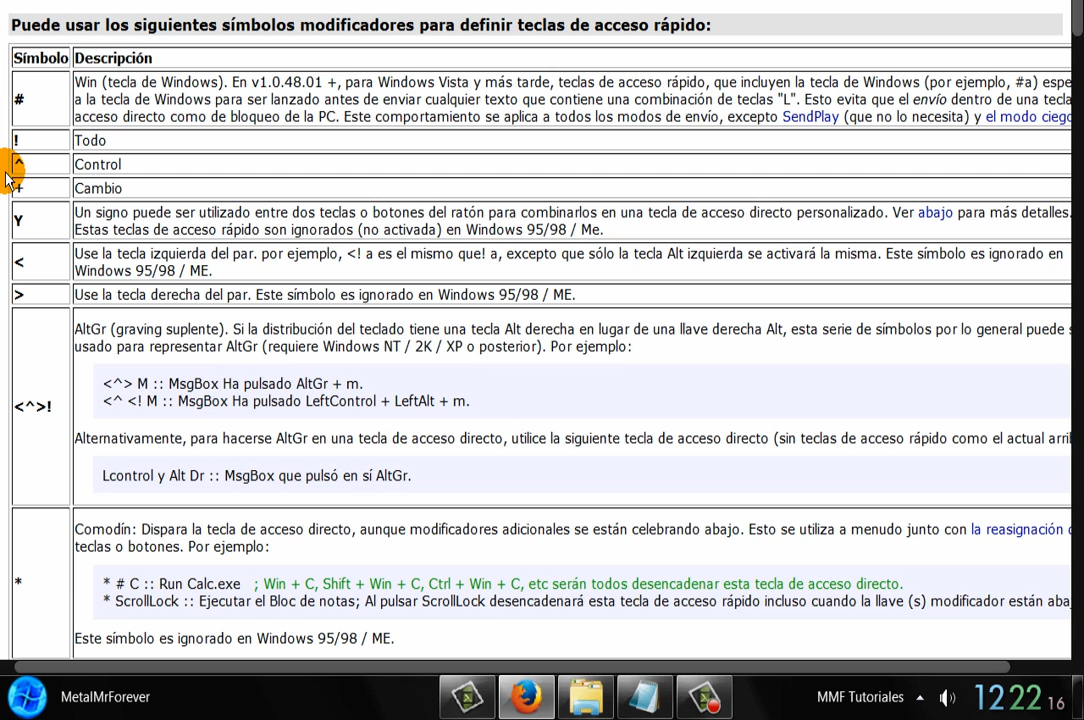 Puede usar los siguientes símbolos modificadores para definir teclas de acceso rápido:
Símbolo Descripción
# Win (tecla de Windows). En v1.0.48.01 +, para Windows Vista y más tarde, teclas de acceso rápido, que incluyen la tecla de Windows (por ejemplo, #a) espe
a la tecla de Windows para ser lanzado antes de enviar cualquier texto que contiene una combinación de teclas "L". Esto evita que el envío dentro de una tecla
acceso directo como de bloqueo de la PC. Este comportamiento se aplica a todos los modos de envío, excepto SendPlay (que no lo necesita) y el modo ciego
! Todo
^ Control
+ Cambio
Y Un signo puede ser utilizado entre dos teclas o botones del ratón para combinarlos en una tecla de acceso directo personalizado. Ver abajo para más detalles.
Estas teclas de acceso rápido son ignorados (no activada) en Windows 95/98 / Me.
< Use la tecla izquierda del par. por ejemplo, <! a es el mismo que! a, excepto que sólo la tecla Alt izquierda se activará la misma. Este símbolo es ignorado en
Windows 95/98 / ME.
> Use la tecla derecha del par. Este símbolo es ignorado en Windows 95/98 / ME.
<^>! AltGr (graving suplente). Si la distribución del teclado tiene una tecla Alt derecha en lugar de una llave derecha Alt, esta serie de símbolos por lo general puede s
usado para representar AltGr (requiere Windows NT / 2K / XP o posterior). Por ejemplo:
<^> M :: MsgBox Ha pulsado AltGr + m.
<^ <! M :: MsgBox Ha pulsado LeftControl + LeftAlt + m.
Alternativamente, para hacerse AltGr en una tecla de acceso directo, utilice la siguiente tecla de acceso directo (sin teclas de acceso rápido como el actual arri
Lcontrol y Alt Dr :: MsgBox que pulsó en sí AltGr.
* Comodín: Dispara la tecla de acceso directo, aunque modificadores adicionales se están celebrando abajo. Esto se utiliza a menudo junto con la reasignación d
teclas o botones. Por ejemplo:
* # C :: Run Calc.exe ; Win + C, Shift + Win + C, Ctrl + Win + C, etc serán todos desencadenar esta tecla de acceso directo.
* ScrollLock :: Ejecutar el Bloc de notas; Al pulsar ScrollLock desencadenará esta tecla de acceso rápido incluso cuando la llave (s) modificador están abaj
Este símbolo es ignorado en Windows 95/98 / ME.
MetalMrForever MMF Tutoriales 12 22 16